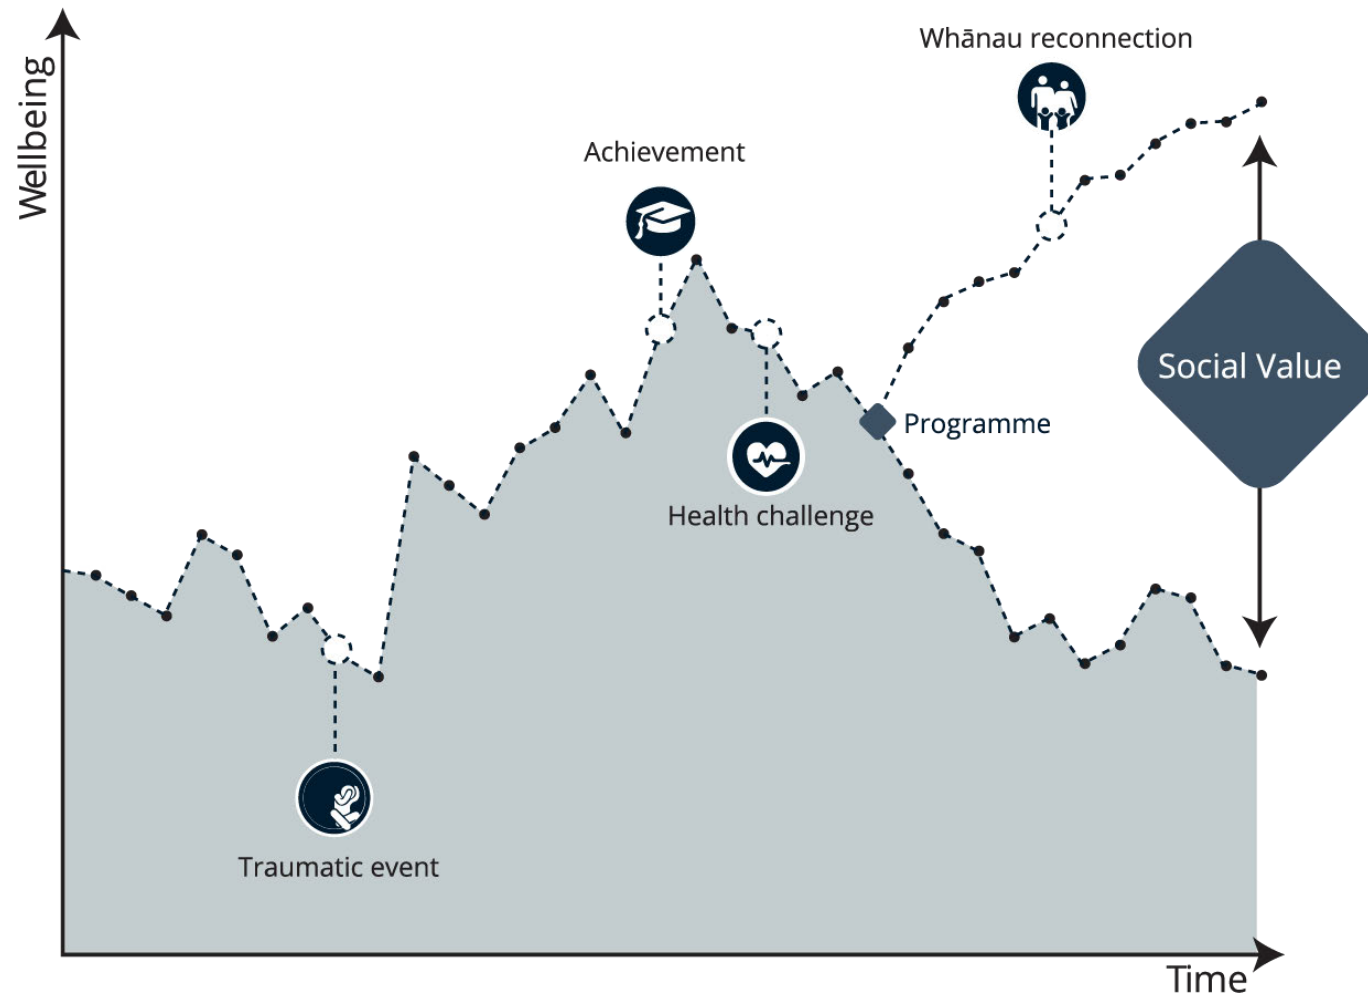 Wellbeing
Whānau reconnection
Achievement
Social Value
Programme
Health challenge
Traumatic event
Time